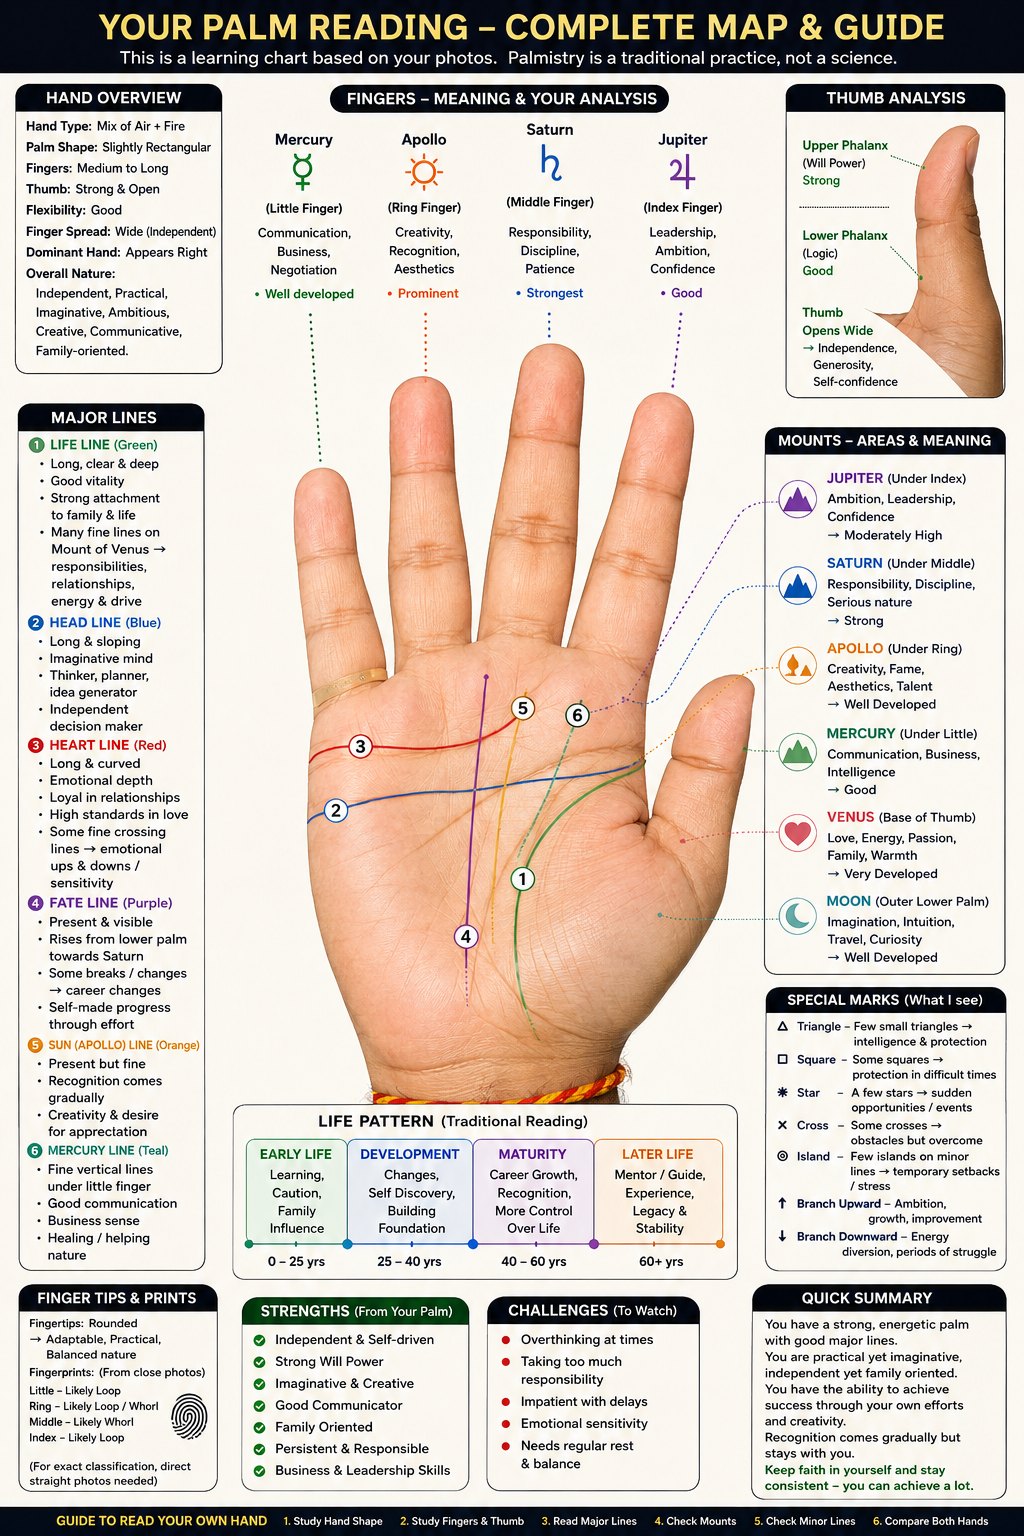 YOUR PALM READING – COMPLETE MAP & GUIDE
This is a learning chart based on your photos. Palmistry is a traditional practice, not a science.
HAND OVERVIEW
Hand Type: Mix of Air + Fire
Palm Shape: Slightly Rectangular
Fingers: Medium to Long
Thumb: Strong & Open
Flexibility: Good
Finger Spread: Wide (Independent)
Dominant Hand: Appears Right
Overall Nature:
Independent, Practical,
Imaginative, Ambitious,
Creative, Communicative,
Family-oriented.
FINGERS – MEANING & YOUR ANALYSIS
Mercury
☿
(Little Finger)
Communication,
Business,
Negotiation
• Well developed
Apollo
☼
(Ring Finger)
Creativity,
Recognition,
Aesthetics
• Prominent
Saturn
♄
(Middle Finger)
Responsibility,
Discipline,
Patience
• Strongest
Jupiter
♃
(Index Finger)
Leadership,
Ambition,
Confidence
• Good
THUMB ANALYSIS
Upper Phalanx
(Will Power)
Strong
Lower Phalanx
(Logic)
Good
Thumb
Opens Wide
→ Independence,
Generosity,
Self-confidence
MAJOR LINES
1 LIFE LINE (Green)
• Long, clear & deep
• Good vitality
• Strong attachment
to family & life
• Many fine lines on
Mount of Venus →
responsibilities,
relationships,
energy & drive
2 HEAD LINE (Blue)
• Long & sloping
• Imaginative mind
• Thinker, planner,
idea generator
• Independent
decision maker
3 HEART LINE (Red)
• Long & curved
• Emotional depth
• Loyal in relationships
• High standards in love
• Some fine crossing
lines → emotional
ups & downs /
sensitivity
4 FATE LINE (Purple)
• Present & visible
• Rises from lower palm
towards Saturn
• Some breaks / changes
→ career changes
• Self-made progress
through effort
5 SUN (APOLLO) LINE (Orange)
• Present but fine
• Recognition comes
gradually
• Creativity & desire
for appreciation
6 MERCURY LINE (Teal)
• Fine vertical lines
under little finger
• Good communication
• Business sense
• Healing / helping
nature
5
6
3
2
1
4
MOUNTS – AREAS & MEANING
JUPITER (Under Index)
Ambition, Leadership,
Confidence
→ Moderately High
SATURN (Under Middle)
Responsibility, Discipline,
Serious nature
→ Strong
APOLLO (Under Ring)
Creativity, Fame,
Aesthetics, Talent
→ Well Developed
MERCURY (Under Little)
Communication, Business,
Intelligence
→ Good
VENUS (Base of Thumb)
Love, Energy, Passion,
Family, Warmth
→ Very Developed
MOON (Outer Lower Palm)
Imagination, Intuition,
Travel, Curiosity
→ Well Developed
SPECIAL MARKS (What I see)
△ Triangle – Few small triangles →
intelligence & protection
□ Square – Some squares →
protection in difficult times
✱ Star – A few stars → sudden
opportunities / events
✕ Cross – Some crosses →
obstacles but overcome
◎ Island – Few islands on minor
lines → temporary setbacks
/ stress
↑ Branch Upward – Ambition,
growth, improvement
↓ Branch Downward – Energy
diversion, periods of struggle
LIFE PATTERN (Traditional Reading)
EARLY LIFE
Learning,
Caution,
Family
Influence
0 – 25 yrs
DEVELOPMENT
Changes,
Self Discovery,
Building
Foundation
25 – 40 yrs
MATURITY
Career Growth,
Recognition,
More Control
Over Life
40 – 60 yrs
LATER LIFE
Mentor / Guide,
Experience,
Legacy &
Stability
60+ yrs
FINGER TIPS & PRINTS
Fingertips: Rounded
→ Adaptable, Practical,
Balanced nature
Fingerprints: (From close photos)
Little – Likely Loop
Ring – Likely Loop / Whorl
Middle – Likely Whorl
Index – Likely Loop
(For exact classification, direct
straight photos needed)
STRENGTHS (From Your Palm)
Independent & Self-driven
Strong Will Power
Imaginative & Creative
Good Communicator
Family Oriented
Persistent & Responsible
Business & Leadership Skills
CHALLENGES (To Watch)
• Overthinking at times
• Taking too much
responsibility
• Impatient with delays
• Emotional sensitivity
• Needs regular rest
& balance
QUICK SUMMARY
You have a strong, energetic palm
with good major lines.
You are practical yet imaginative,
independent yet family oriented.
You have the ability to achieve
success through your own efforts
and creativity.
Recognition comes gradually but
stays with you.
Keep faith in yourself and stay
consistent – you can achieve a lot.
GUIDE TO READ YOUR OWN HAND 1. Study Hand Shape 2. Study Fingers & Thumb 3. Read Major Lines 4. Check Mounts 5. Check Minor Lines 6. Compare Both Hands